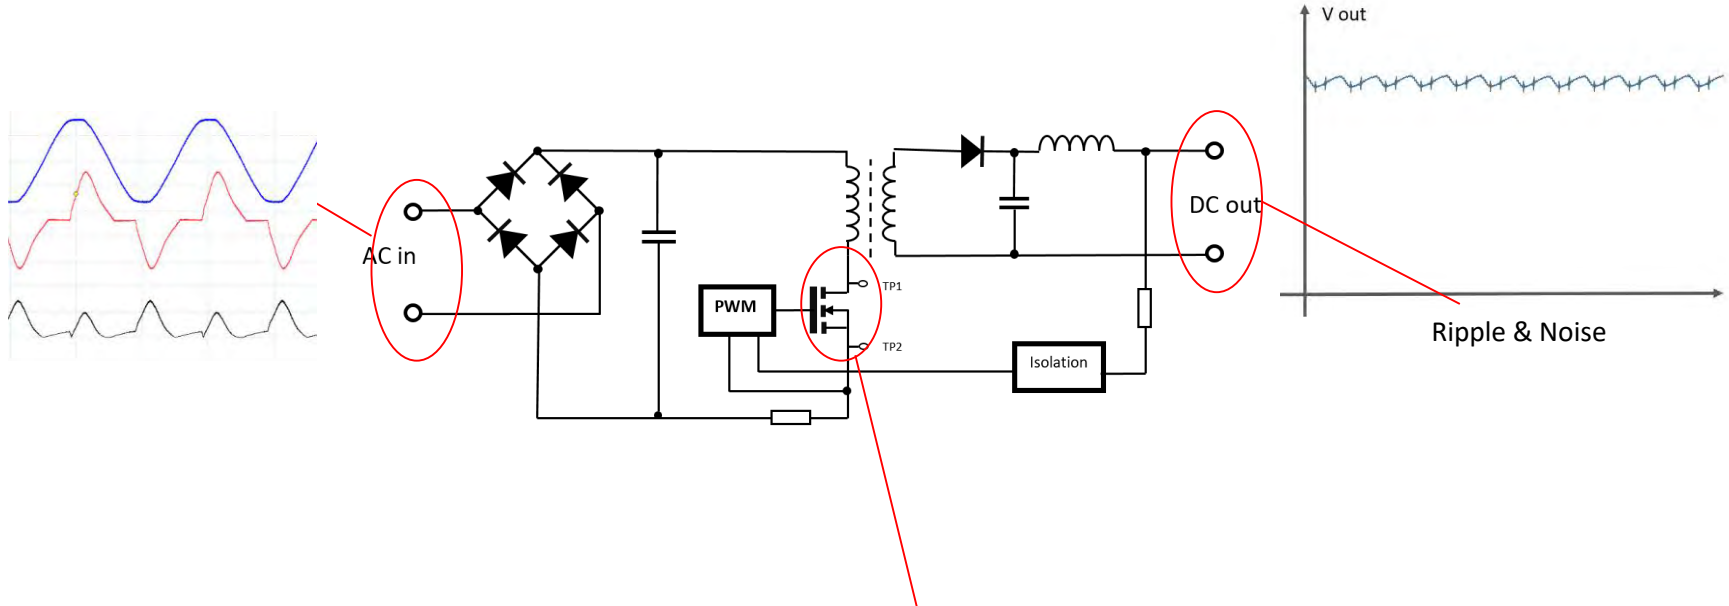 V out
AC in
DC out
TP1
PWM
TP2
Isolation
Ripple & Noise